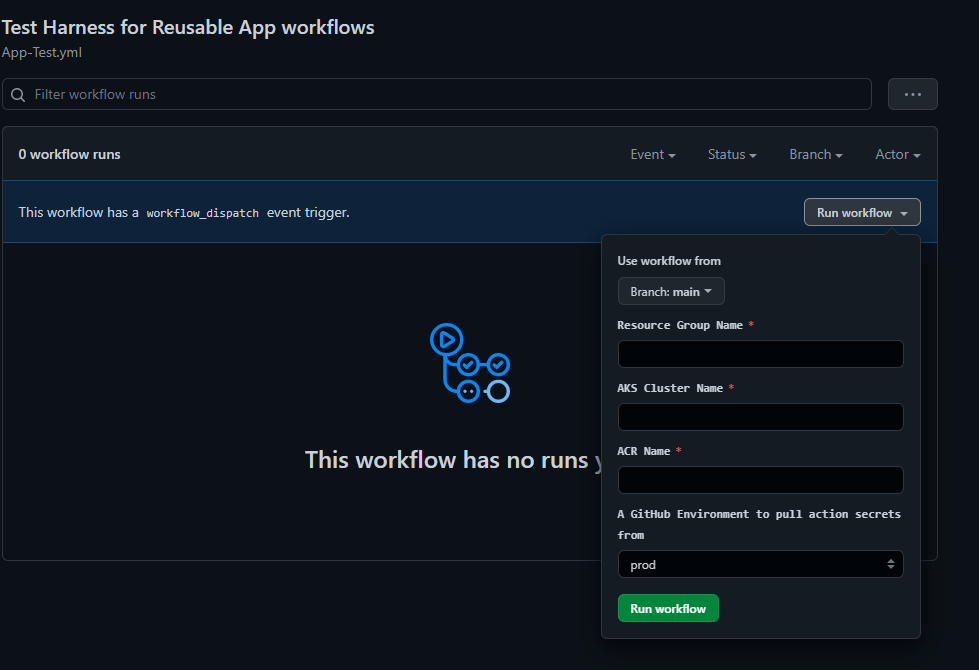 Test Harness for Reusable App workflows
App-Test.yml
Filter workflow runs
0 workflow runs
Event
Status
Branch
Actor
This workflow has a workflow_dispatch event trigger.
Run workflow
Use workflow from
Branch: main
Resource Group Name *
AKS Cluster Name *
ACR Name *
A GitHub Environment to pull action secrets
from
prod
Run workflow
This workflow has no runs